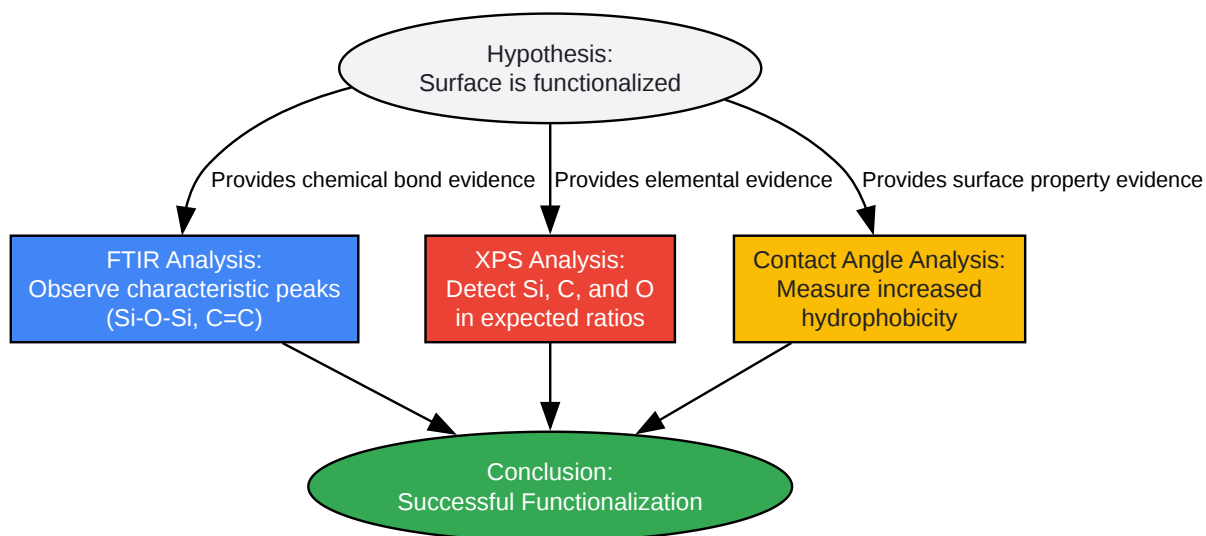 Hypothesis:
Surface is functionalized
Provides chemical bond evidence
Provides elemental evidence
Provides surface property evidence
FTIR Analysis:
Observe characteristic peaks
(Si-O-Si, C=C)
XPS Analysis:
Detect Si, C, and O
in expected ratios
Contact Angle Analysis:
Measure increased
hydrophobicity
Conclusion:
Successful Functionalization